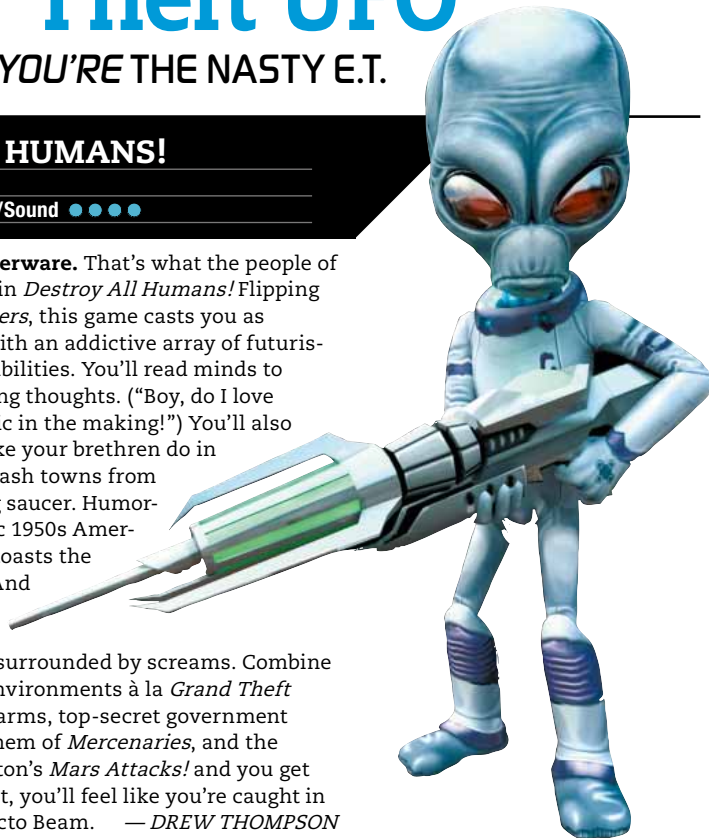 Theft UFO
YOU'RE THE NASTY E.T.
HUMANS!
/Sound
erware. That's what the people of
in Destroy All Humans! Flipping
ers, this game casts you as
ith an addictive array of futuris-
bilities. You'll read minds to
ng thoughts. (“Boy, do I love
ic in the making!”) You'll also
ke your brethren do in
ash towns from
g saucer. Humor-
c 1950s Amer-
oasts the
And
surrounded by screams. Combine
nvironments à la Grand Theft
arms, top-secret government
hem of Mercenaries, and the
ton's Mars Attacks! and you get
t, you'll feel like you're caught in
cto Beam. — DREW THOMPSON